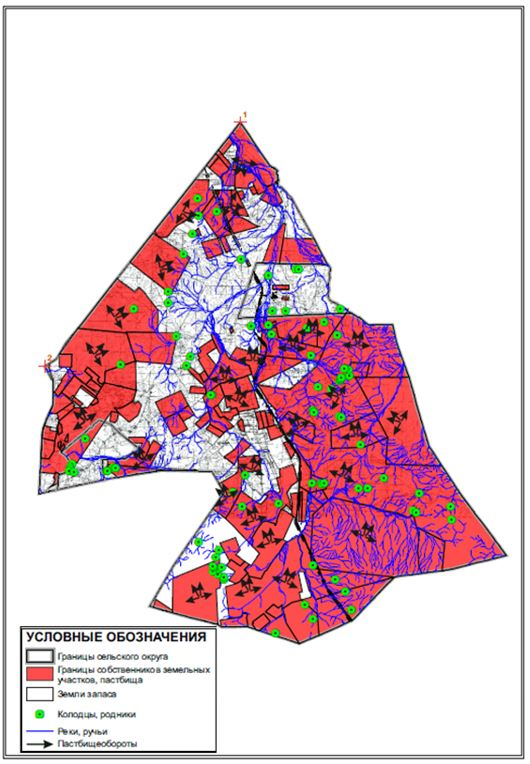 1
2
УСЛОВНЫЕ ОБОЗНАЧЕНИЯ
Границы сельского округа
Границы собственников земельных
участков, пастбища
Земли запаса
Колодцы, родники
Реки, ручьи
Пастбищеобороты